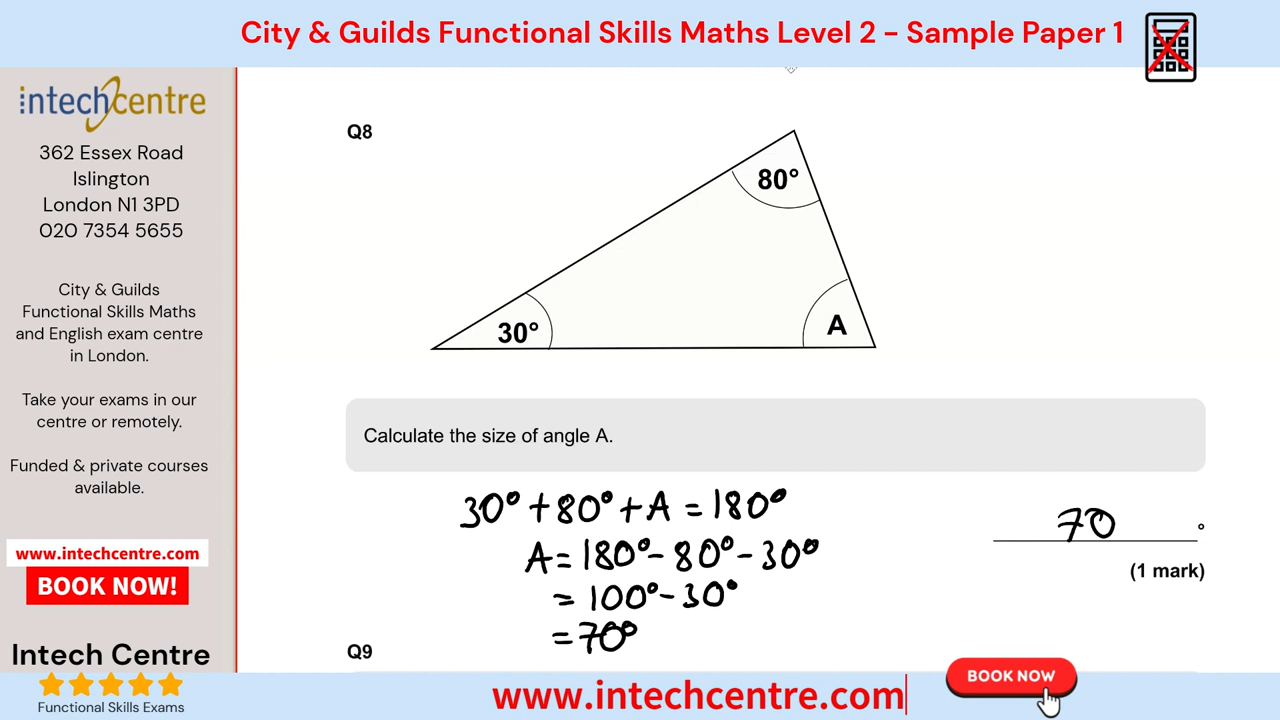 City & Guilds Functional Skills Maths Level 2 - Sample Paper 1
intechcentre
362 Essex Road
Islington
London N1 3PD
020 7354 5655
City & Guilds
Functional Skills Maths
and English exam centre
in London.
Take your exams in our
centre or remotely.
Funded & private courses
available.
www.intechcentre.com
BOOK NOW!
Intech Centre
Functional Skills Exams
Q8
80°
30°
A
Calculate the size of angle A.
30° + 80° + A = 180°
A = 180° - 80° - 30°
= 100° - 30°
= 70°
70 °
(1 mark)
Q9
www.intechcentre.com
BOOK NOW